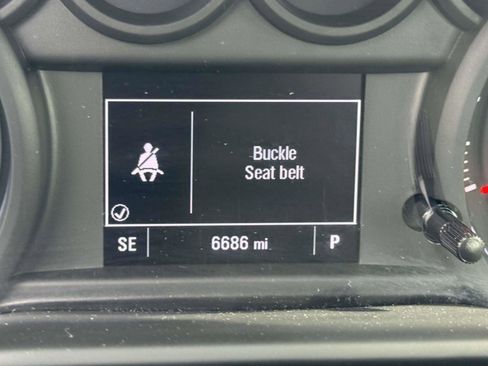 Buckle
Seat belt
SE
6686 mi
P